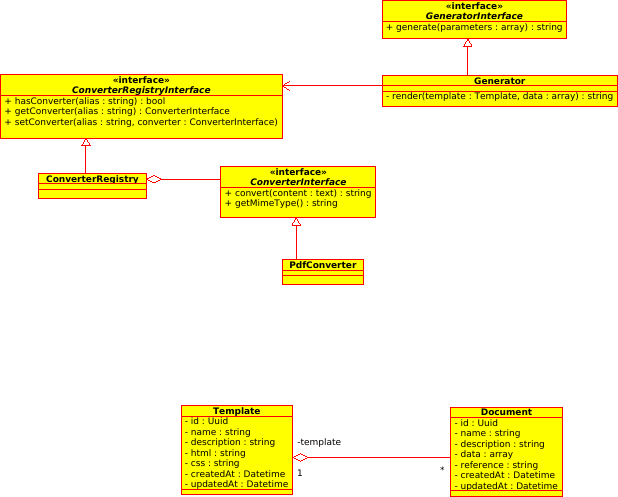 «interface»
GeneratorInterface
+ generate(parameters : array) : string
«interface»
ConverterRegistryInterface
+ hasConverter(alias : string) : bool
+ getConverter(alias : string) : ConverterInterface
+ setConverter(alias : string, converter : ConverterInterface)
Generator
- render(template : Template, data : array) : string
ConverterRegistry
«interface»
ConverterInterface
+ convert(content : text) : string
+ getMimeType() : string
PdfConverter
Template
- id : Uuid
- name : string
- description : string
- html : string
- css : string
- createdAt : Datetime
- updatedAt : Datetime
-template
1
*
Document
- id : Uuid
- name : string
- description : string
- data : array
- reference : string
- createdAt : Datetime
- updatedAt : Datetime